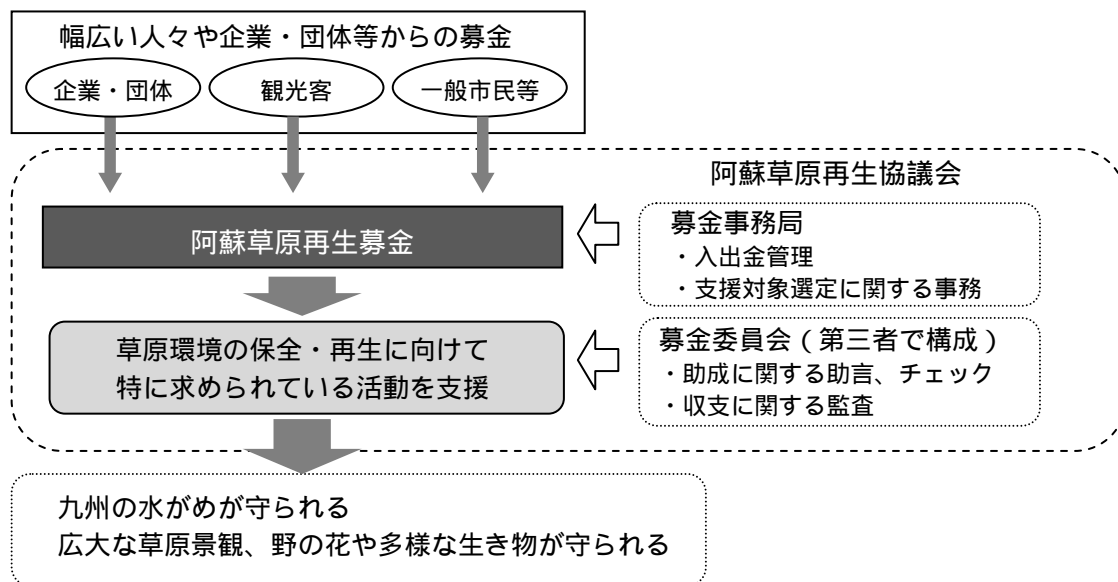 幅広い人々や企業・団体等からの募金
企業・団体
観光客
一般市民等
阿蘇草原再生協議会
阿蘇草原再生募金
募金事務局
・入出金管理
・支援対象選定に関する事務
草原環境の保全・再生に向けて
特に求められている活動を支援
募金委員会(第三者で構成)
・助成に関する助言、チェック
・収支に関する監査
九州の水がめが守られる
広大な草原景観、野の花や多様な生き物が守られる